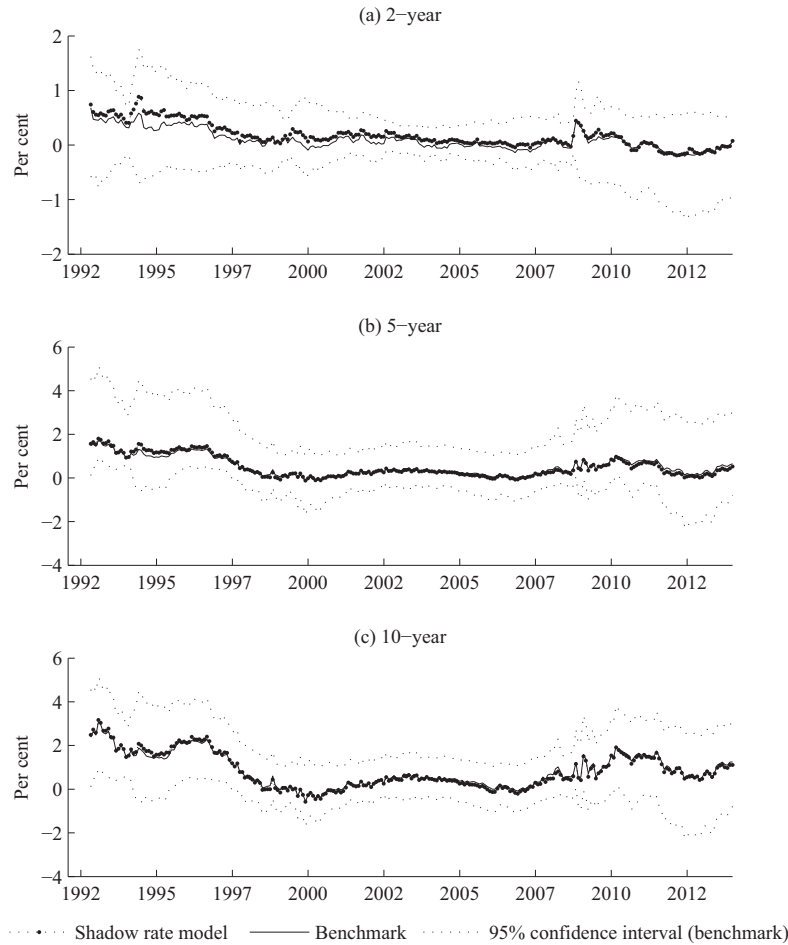 (a) 2−year
Per cent
2
1
0
−1
−2
1992 1995 1997 2000 2002 2005 2007 2010 2012
(b) 5−year
Per cent
6
4
2
0
−2
−4
1992 1995 1997 2000 2002 2005 2007 2010 2012
(c) 10−year
Per cent
6
4
2
0
−2
−4
1992 1995 1997 2000 2002 2005 2007 2010 2012
Shadow rate model Benchmark 95% confidence interval (benchmark)